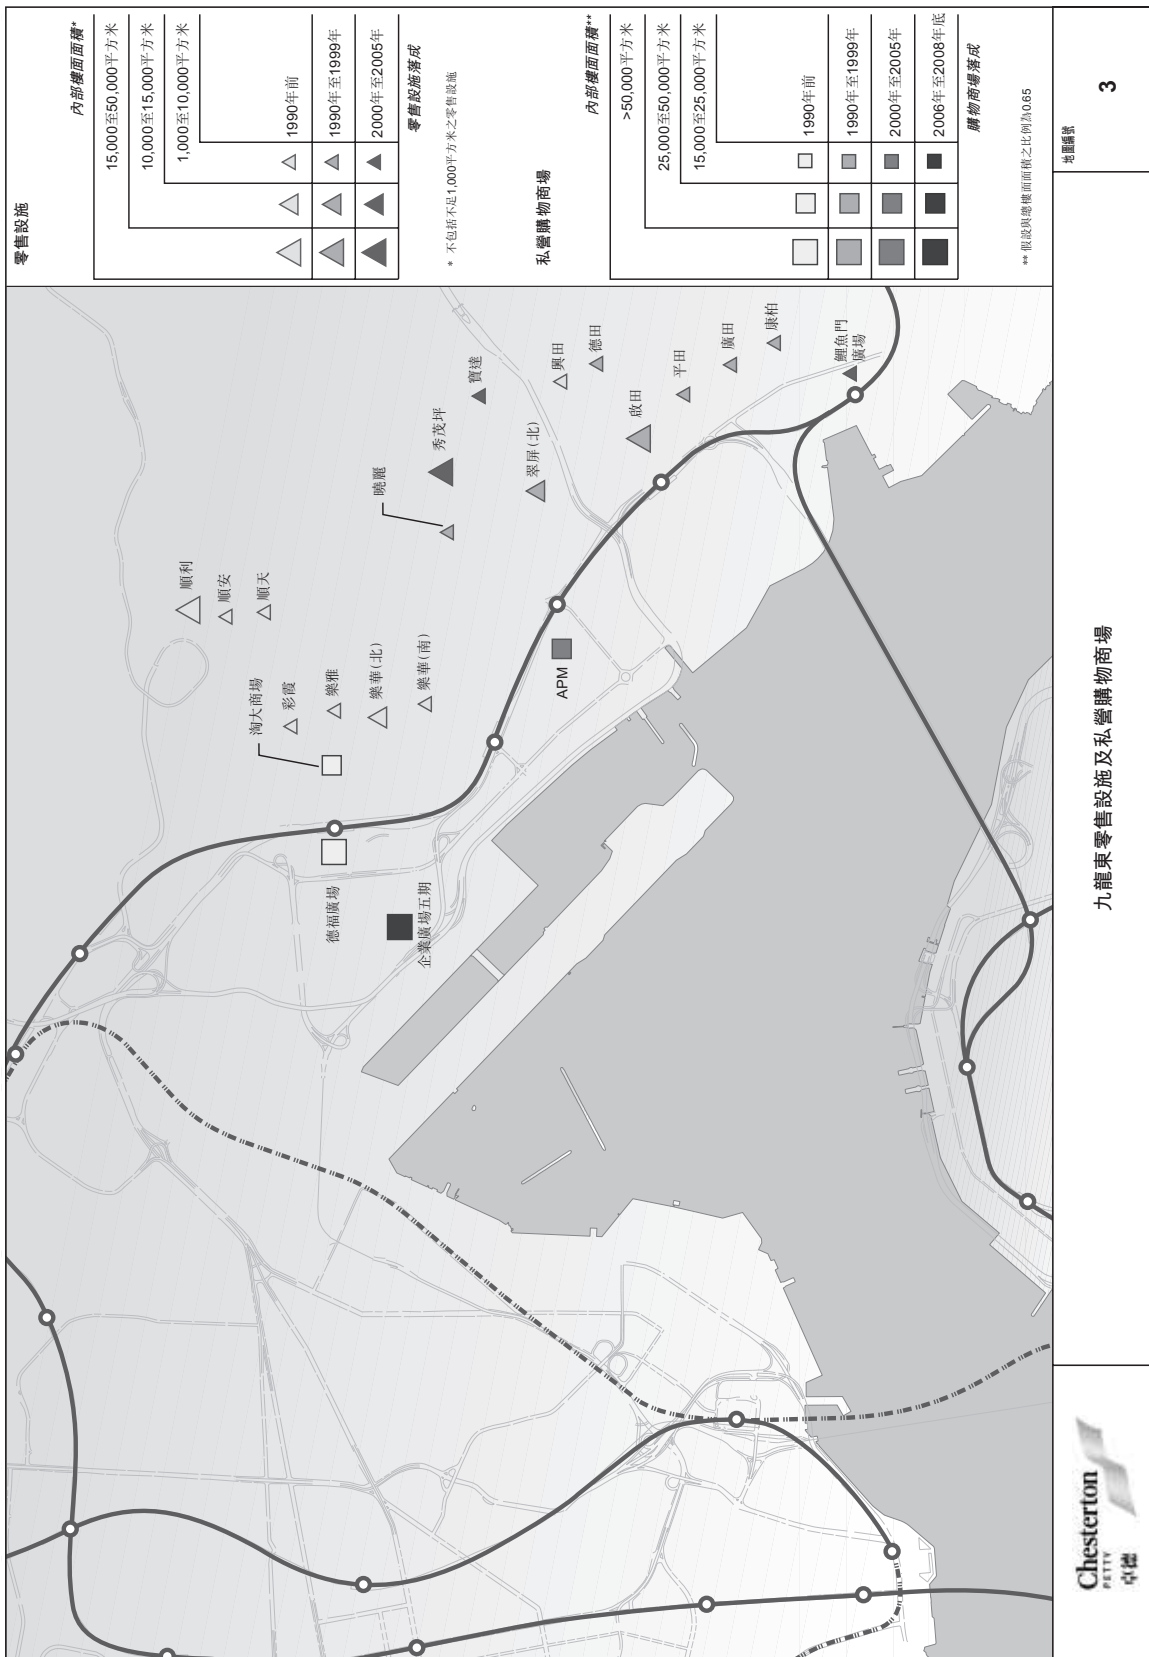 零售設施
內部樓面面積*
15,000至50,000平方米
10,000至15,000平方米
1,000至10,000平方米
1990年前
1990年至1999年
2000年至2005年
零售設施落成
* 不包括不足1,000平方米之零售設施
私營購物商場
內部樓面面積**
>50,000平方米
25,000至50,000平方米
15,000至25,000平方米
1990年前
1990年至1999年
2000年至2005年
2006年至2008年底
購物商場落成
** 假設與總樓面面積之比例為0.65
順利
順安
順天
淘大商場
彩霞
樂雅
樂華(北)
樂華(南)
德福廣場
企業廣場五期
APM
曉麗
秀茂坪
寶達
翠屏(北)
興田
德田
啟田
平田
廣田
康柏
鯉魚門
廣場
Chesterton
PETTY
卓德
九龍東零售設施及私營購物商場
地圖編號
3